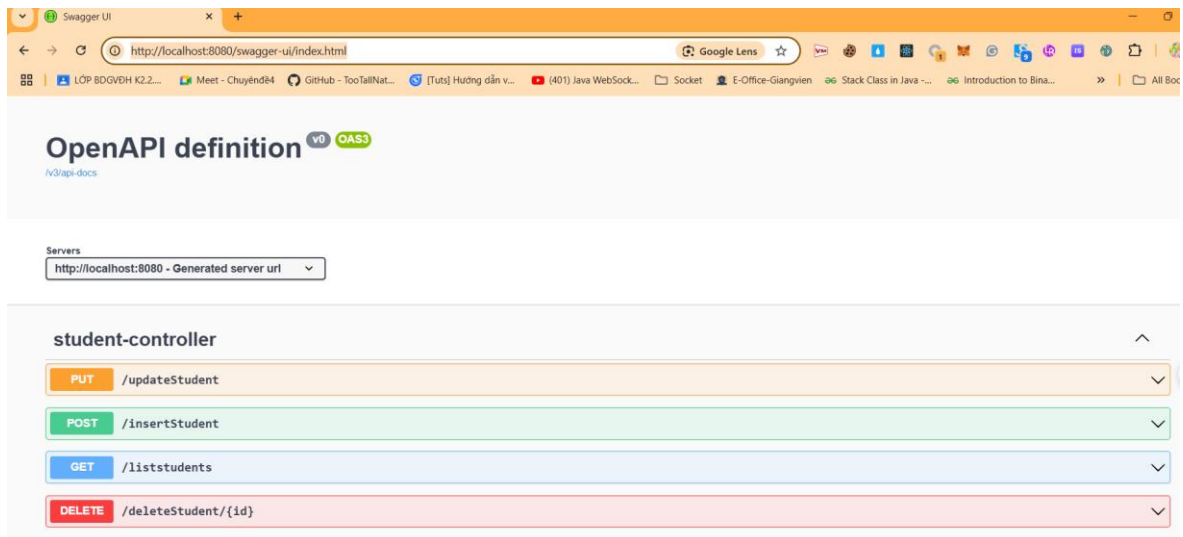 Swagger UI
http://localhost:8080/swagger-ui/index.html
Google Lens
LỚP BDGVĐH K2.2....
Meet - Chuyênđề4
GitHub - TooTallNat...
[Tuts] Hướng dẫn v...
(401) Java WebSock...
Socket
E-Office-Giangvien
Stack Class in Java -...
Introduction to Bina...
All Boo
OpenAPI definition v0 OAS3
/v3/api-docs
Servers
http://localhost:8080 - Generated server url
student-controller
PUT /updateStudent
POST /insertStudent
GET /liststudents
DELETE /deleteStudent/{id}